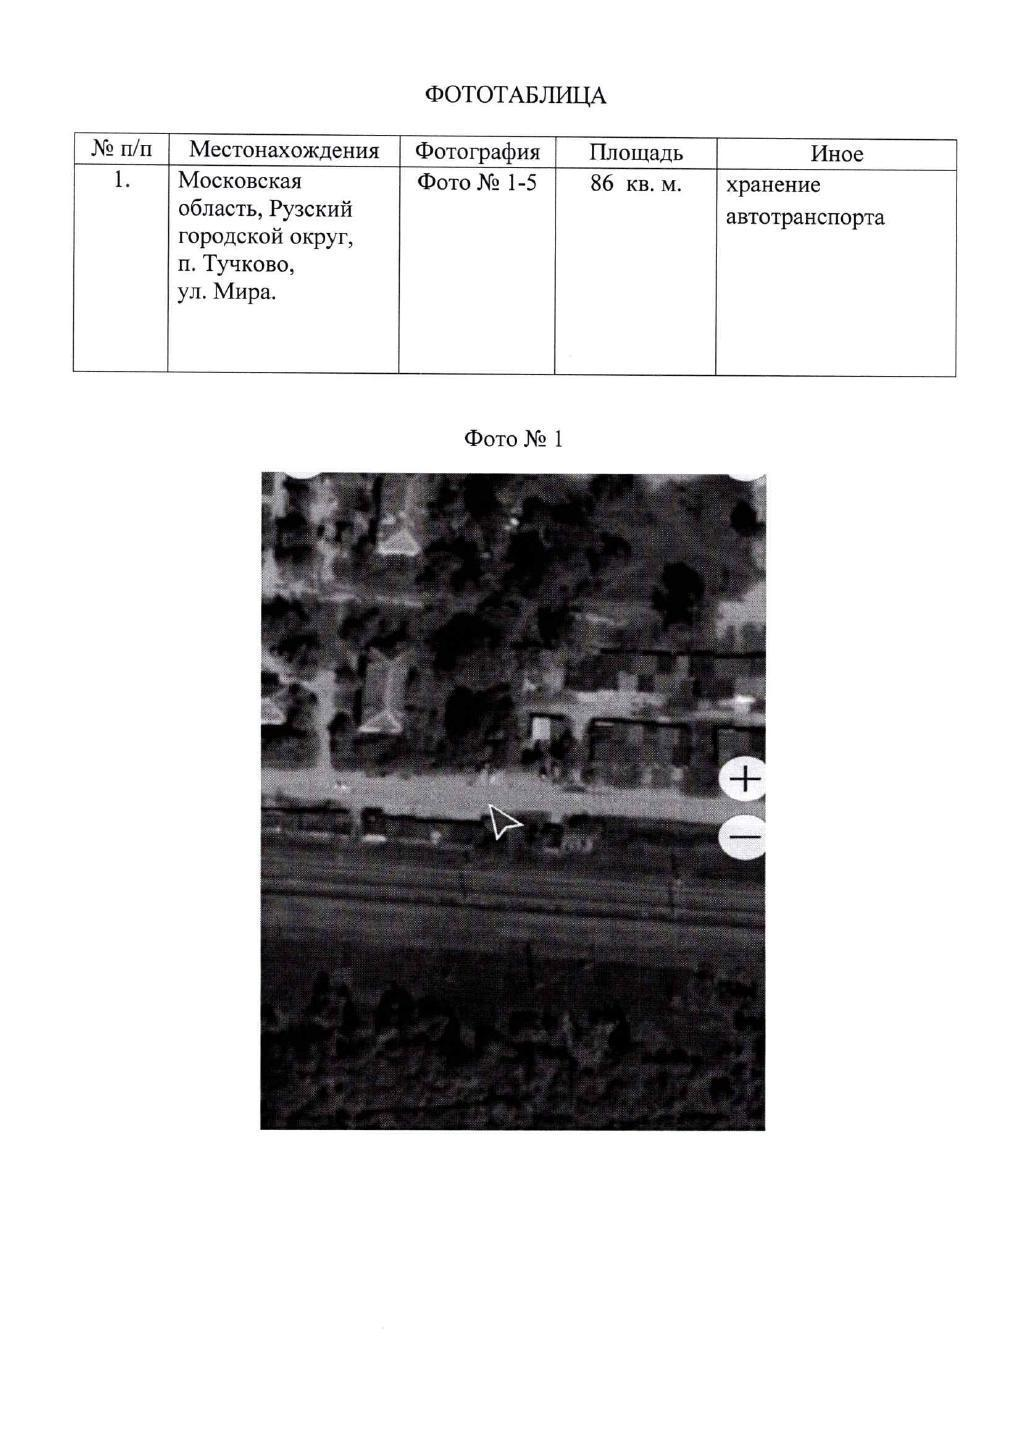 ФОТОТАБЛИЦА
№ п/п Местонахождения Фотография Площадь Иное
1. Московская Фото № 1-5 86 кв. м. хранение
область, Рузский автотранспорта
городской округ,
п. Тучково,
ул. Мира.
Фото № 1